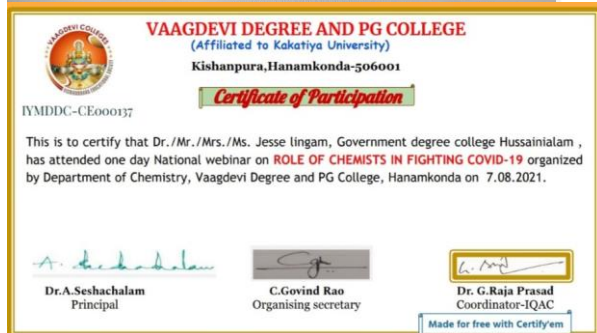 VAAGDEVI COLLEGES
VAAGDEVI DEGREE AND PG COLLEGE
(Affiliated to Kakatiya University)
Kishanpura,Hanamkonda-506001
IYMDDC-CE000137
Certificate of Participation
This is to certify that Dr./Mr./Mrs./Ms. Jesse lingam, Government degree college Hussainialam ,
has attended one day National webinar on ROLE OF CHEMISTS IN FIGHTING COVID-19 organized
by Department of Chemistry, Vaagdevi Degree and PG College, Hanamkonda on 7.08.2021.
Dr.A.Seshachalam
Principal
C.Govind Rao
Organising secretary
Dr. G.Raja Prasad
Coordinator-IQAC
Made for free with Certify'em